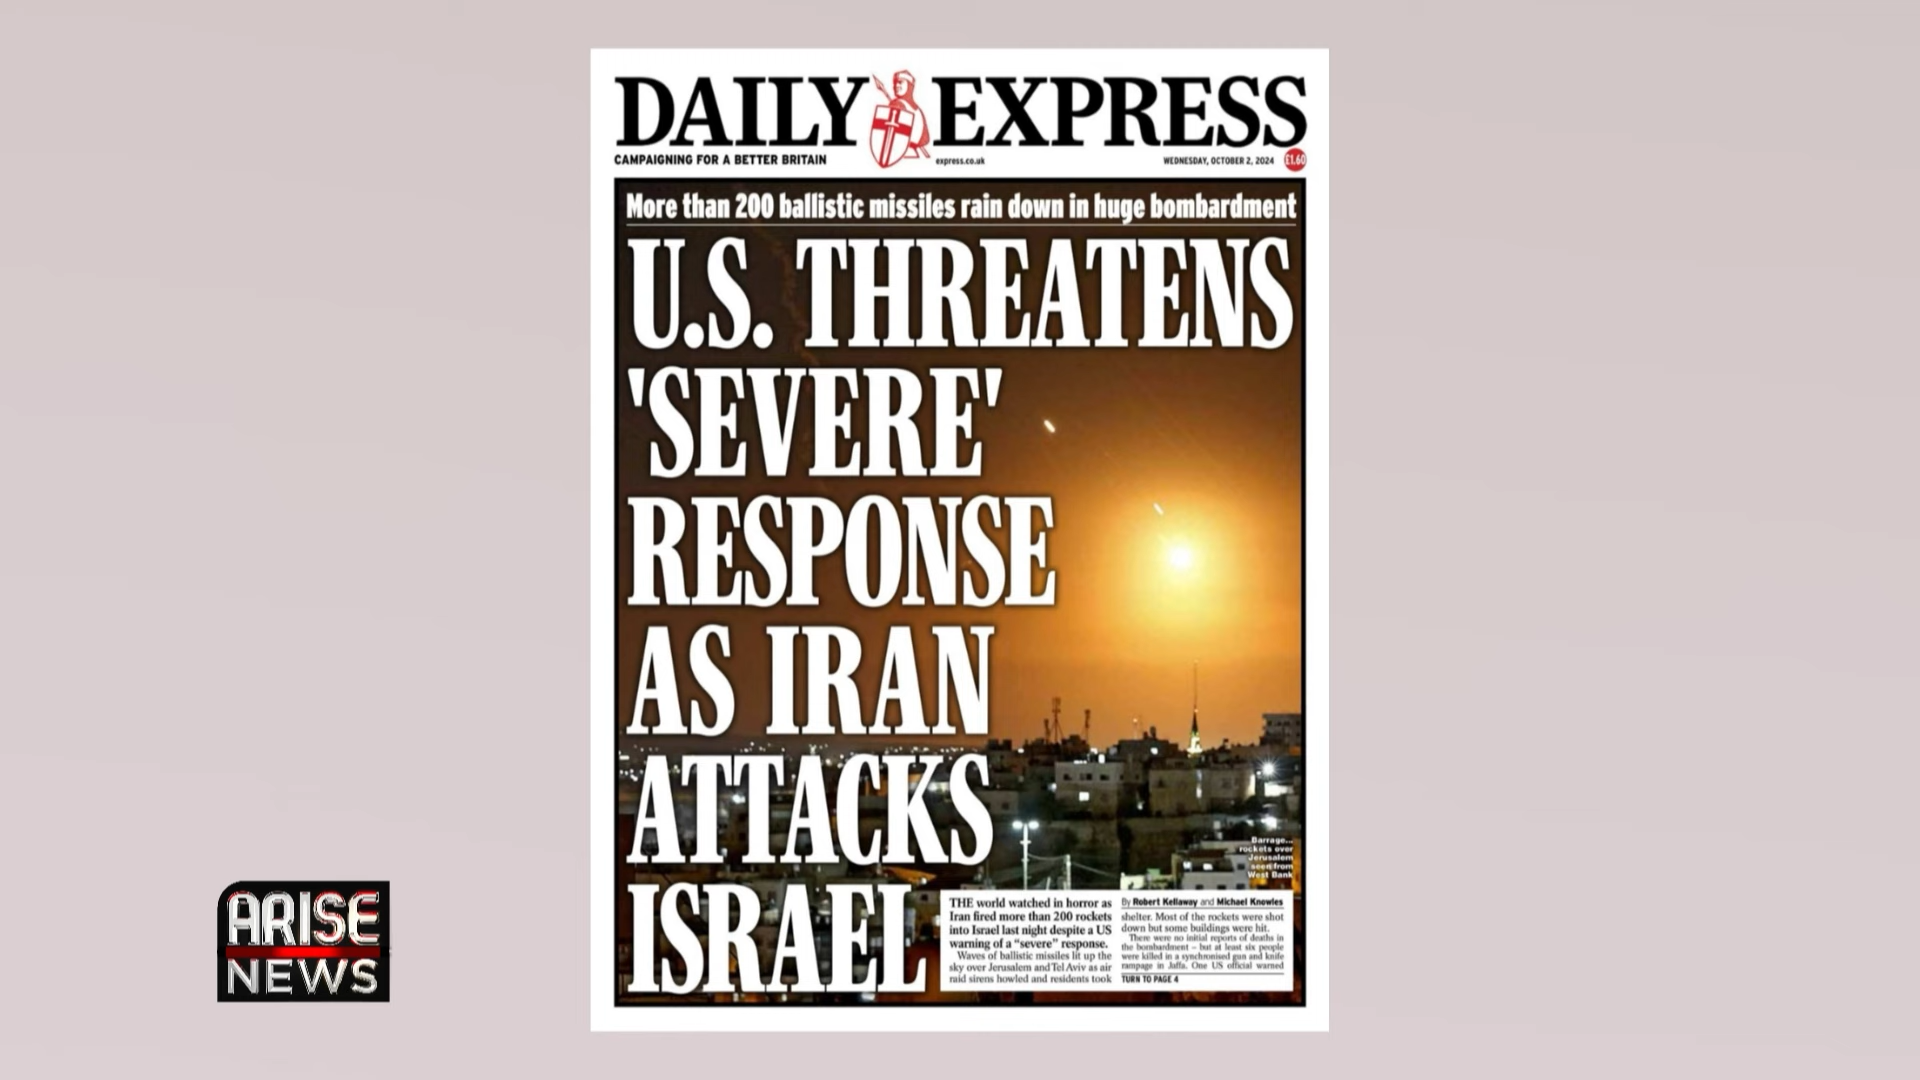 DAILY EXPRESS
CAMPAIGNING FOR A BETTER BRITAIN
express.co.uk
WEDNESDAY, OCTOBER 2, 2024
£1.60
More than 200 ballistic missiles rain down in huge bombardment
U.S. THREATENS
'SEVERE'
RESPONSE
AS IRAN
ATTACKS
ISRAEL
Barrage...
rockets over
Jerusalem
seen from
West Bank
THE world watched in horror as
Iran fired more than 200 rockets
into Israel last night despite a US
warning of a “severe” response.
Waves of ballistic missiles lit up the
sky over Jerusalem and Tel Aviv as air
raid sirens howled and residents took
By Robert Kellaway and Michael Knowles
shelter. Most of the rockets were shot
down but some buildings were hit.
There were no initial reports of deaths in
the bombardment – but at least six people
were killed in a synchronised gun and knife
rampage in Jaffa. One US official warned
TURN TO PAGE 4
ARISE
NEWS